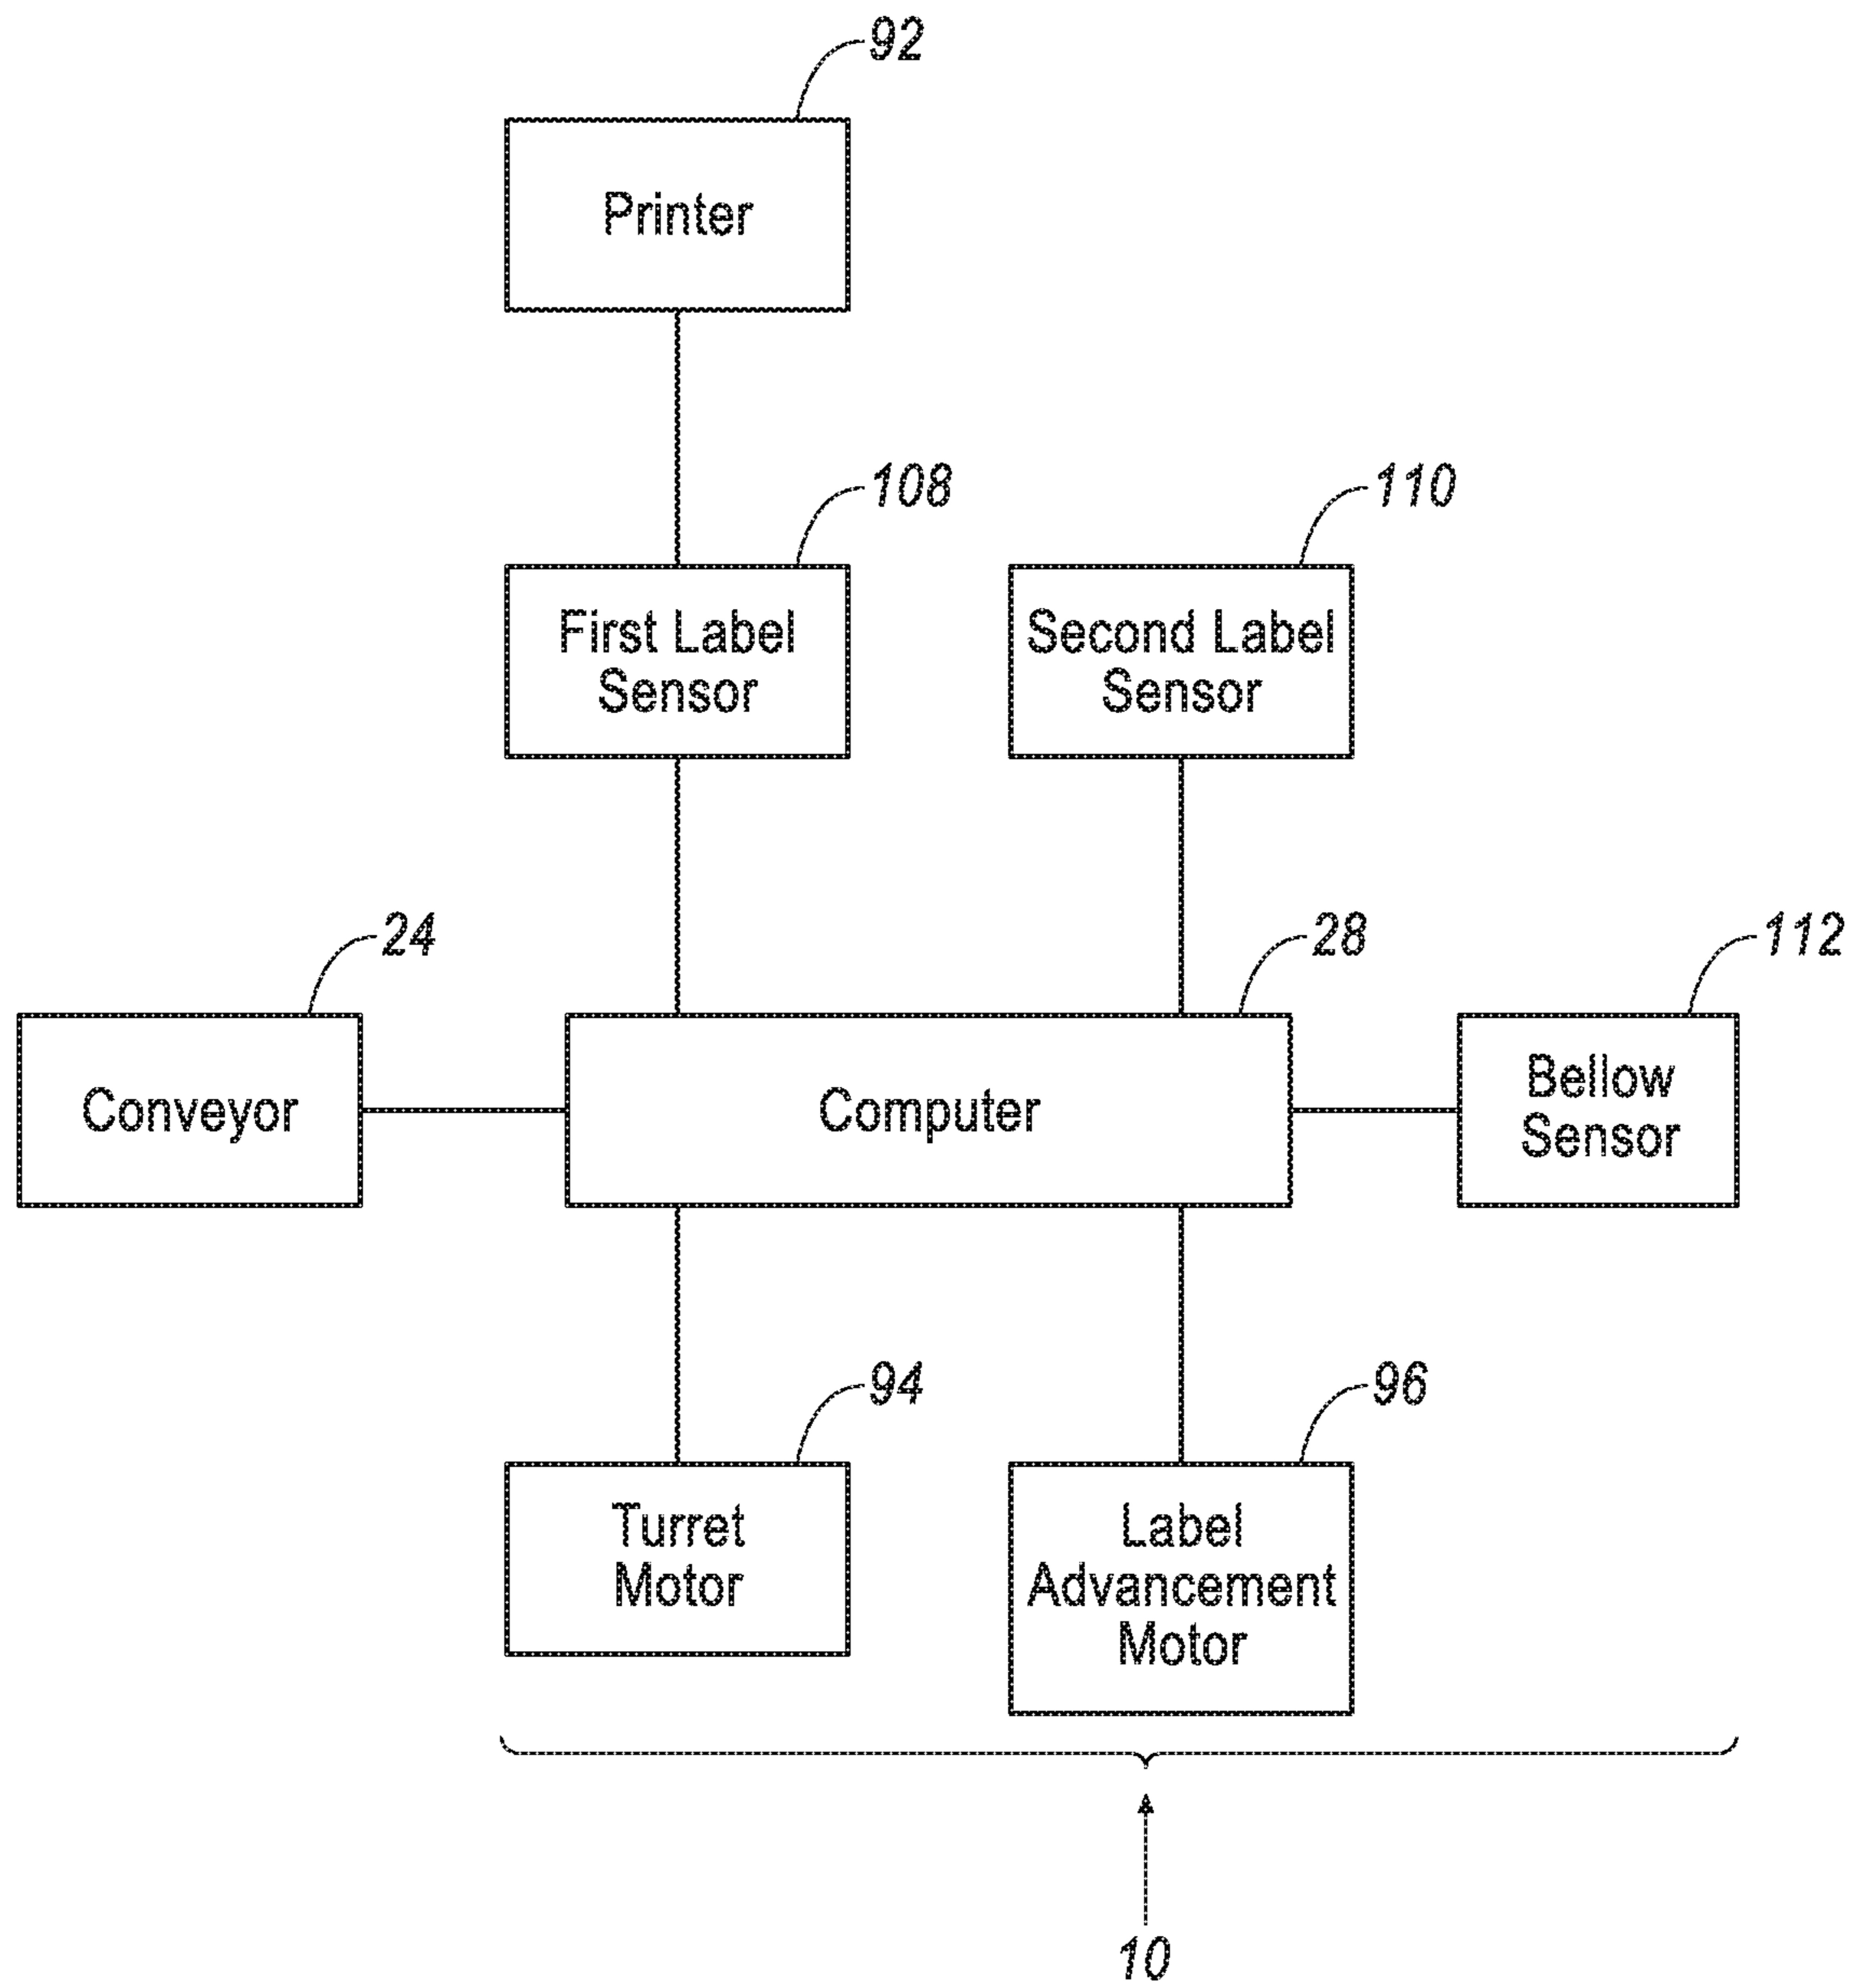 92
Printer
108
110
First Label
Sensor
Second Label
Sensor
24
28
112
Conveyor
Computer
Bellow
Sensor
94
96
Turret
Motor
Label
Advancement
Motor
10